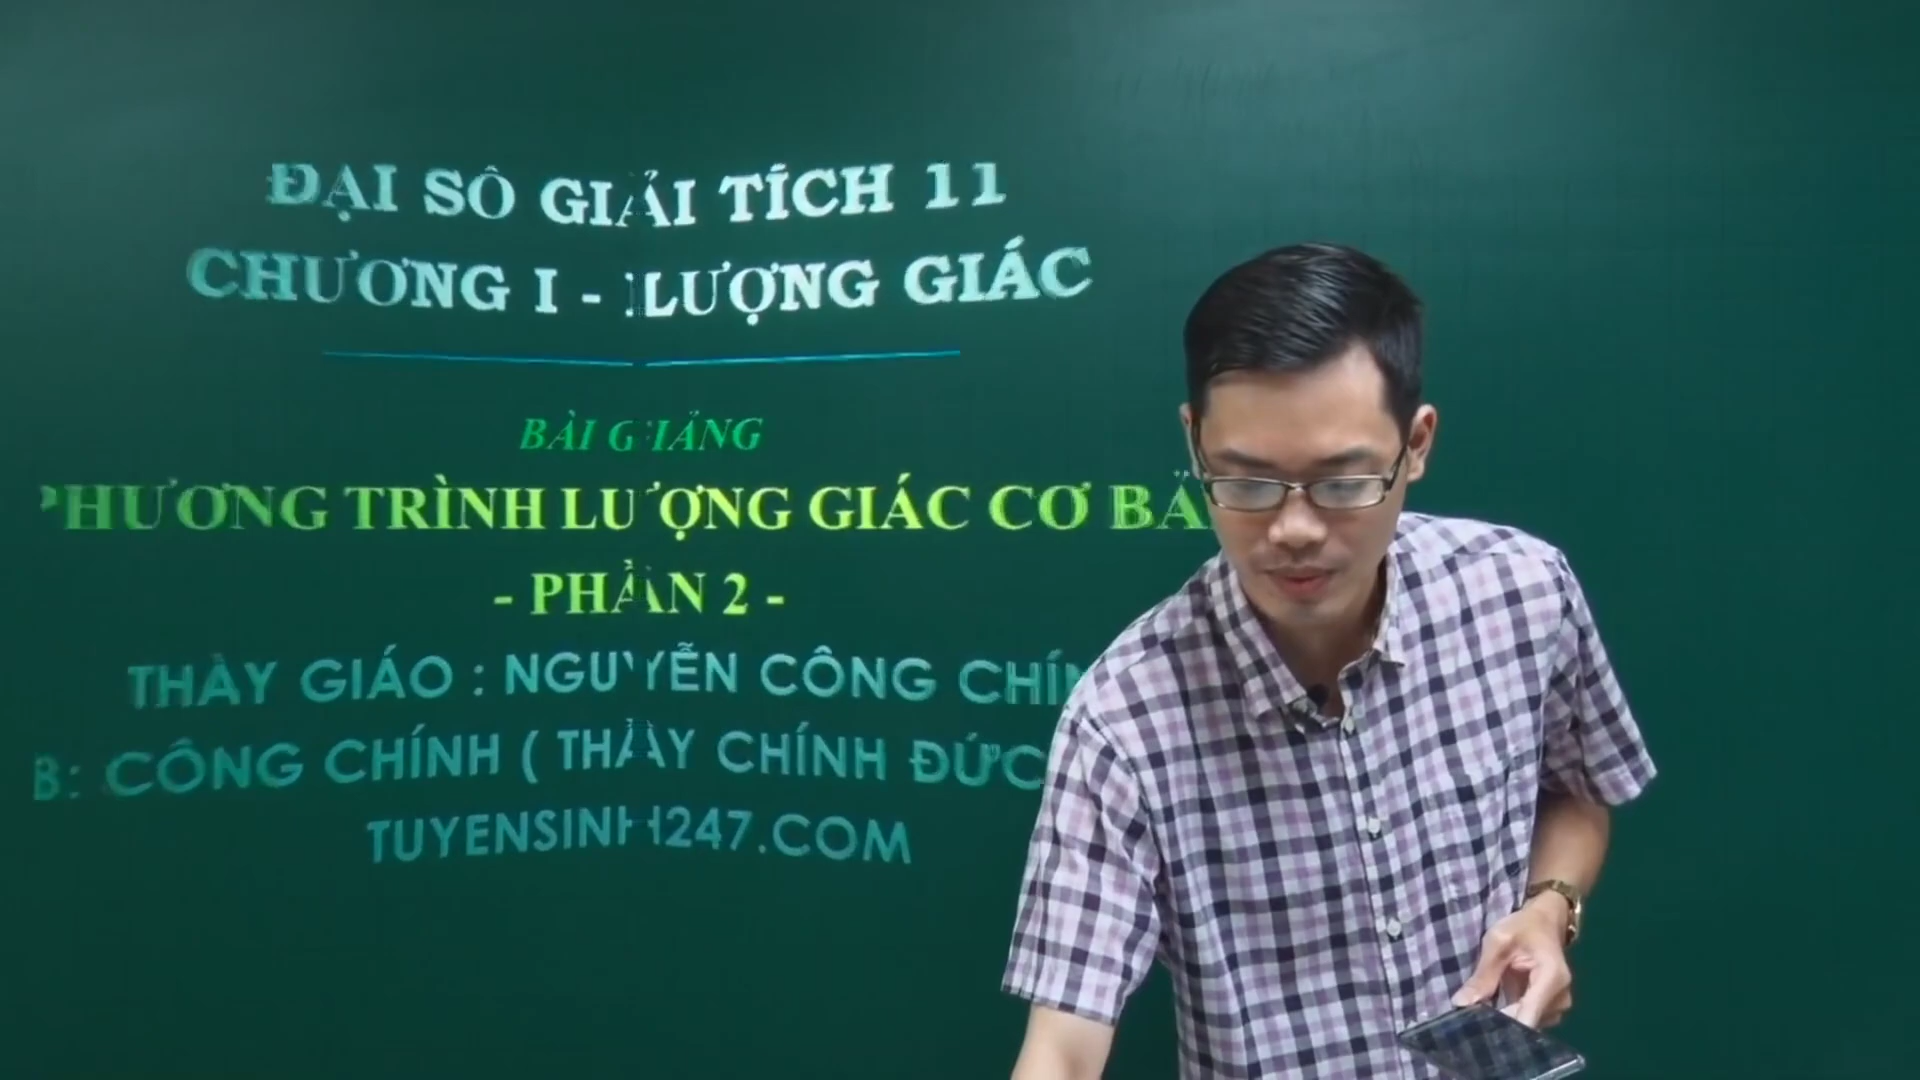 ĐẠI SỐ GIẢI TÍCH 11
CHƯƠNG I - LƯỢNG GIÁC
BÀI GIẢNG
PHƯƠNG TRÌNH LƯỢNG GIÁC CƠ
- PHẦN 2 -
THẦY GIÁO : NGUYỄN CÔNG
CÔNG CHÍNH ( THẦY CHÍNH ĐỨC
TUYENSINH247.COM